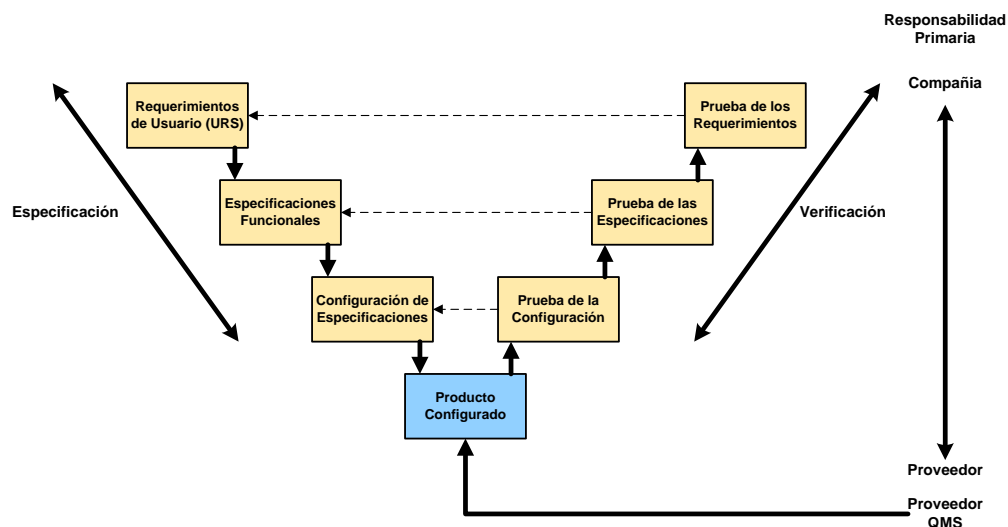 Responsabilidad
Primaria
Compañia
Requerimientos
de Usuario (URS)
Prueba de los
Requerimientos
Especificación
Especificaciones
Funcionales
Prueba de las
Especificaciones
Verificación
Configuración de
Especificaciones
Prueba de la
Configuración
Producto
Configurado
Proveedor
Proveedor
QMS